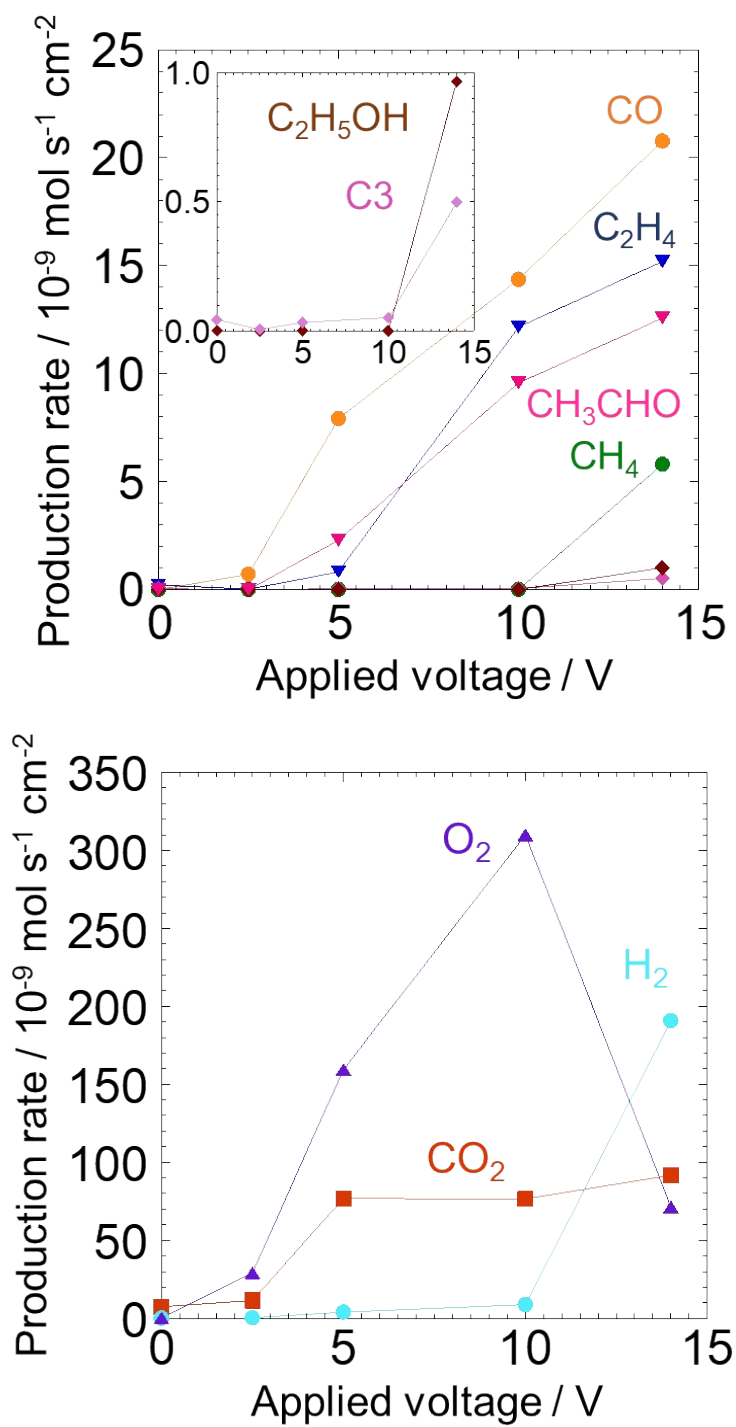 25
20
15
10
5
0
Production rate / 10⁻⁹ mol s⁻¹ cm⁻²
1.0
0.5
0.0
0 5 10 15
C₂H₅OH
C3
CO
C₂H₄
CH₃CHO
CH₄
0 5 10 15
Applied voltage / V
350
300
250
200
150
100
50
0
Production rate / 10⁻⁹ mol s⁻¹ cm⁻²
O₂
H₂
CO₂
0 5 10 15
Applied voltage / V